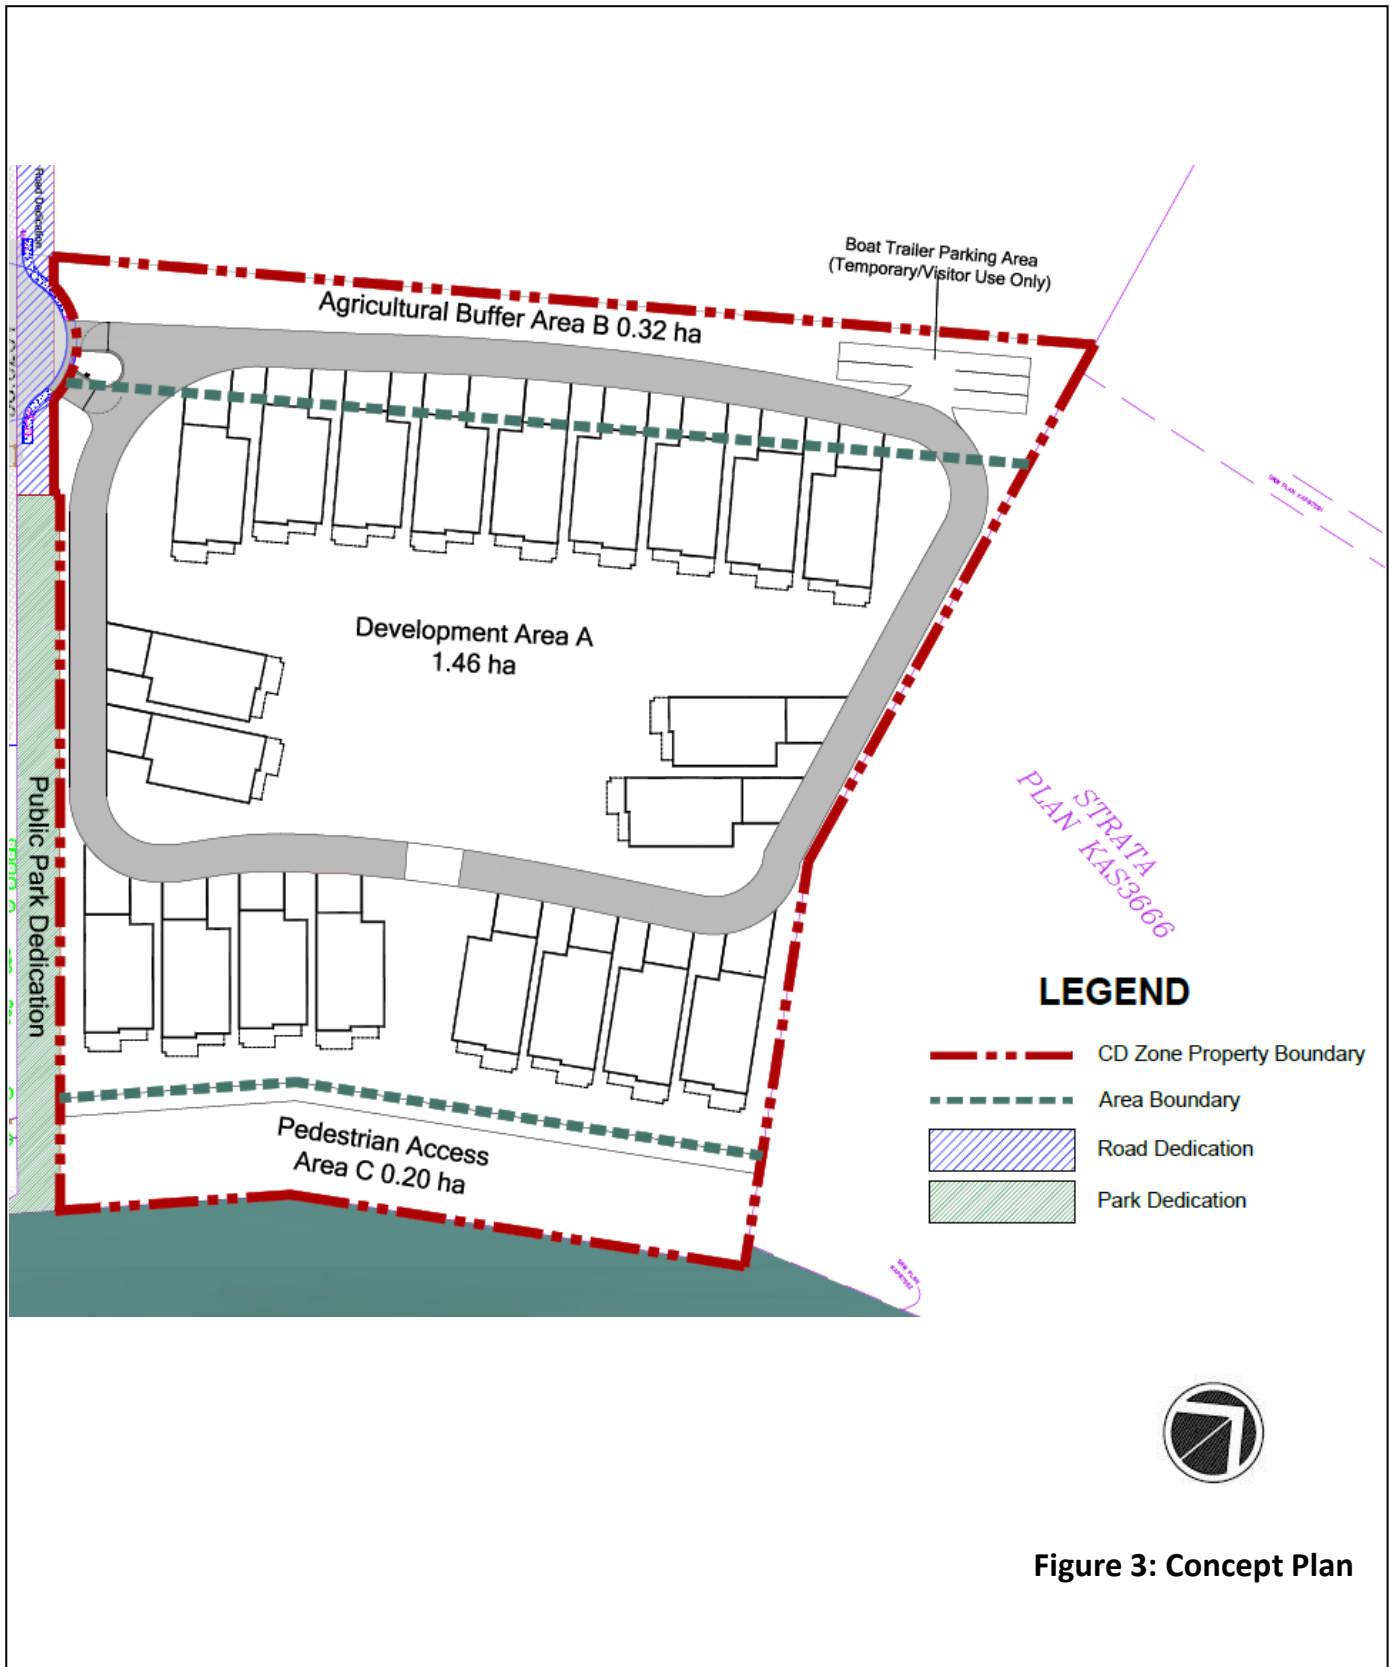 Road Dedication
Boat Trailer Parking Area
(Temporary/Visitor Use Only)
Agricultural Buffer Area B 0.32 ha
Development Area A
1.46 ha
Public Park Dedication
STRATA
PLAN KAS3666
Pedestrian Access
Area C 0.20 ha
LEGEND
CD Zone Property Boundary
Area Boundary
Road Dedication
Park Dedication
Figure 3: Concept Plan